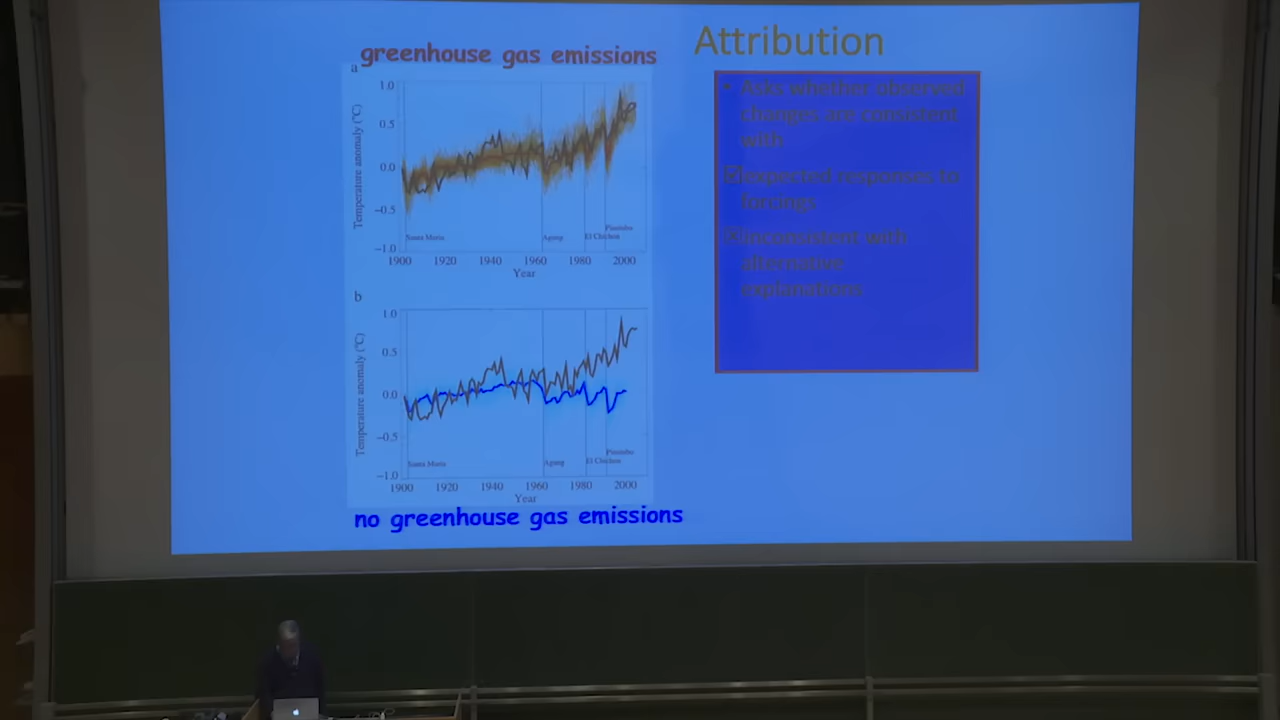 greenhouse gas emissions
Attribution
a
1.0
0.5
0.0
−0.5
−1.0
Temperature anomaly (°C)
Santa Maria
Agung
El Chichon
Pinatubo
1900 1920 1940 1960 1980 2000
Year
• Asks whether observed
changes are consistent
with
☑expected responses to
forcings
☒inconsistent with
alternative
explanations
b
1.0
0.5
0.0
−0.5
−1.0
Temperature anomaly (°C)
Santa Maria
Agung
El Chichon
Pinatubo
1900 1920 1940 1960 1980 2000
Year
no greenhouse gas emissions